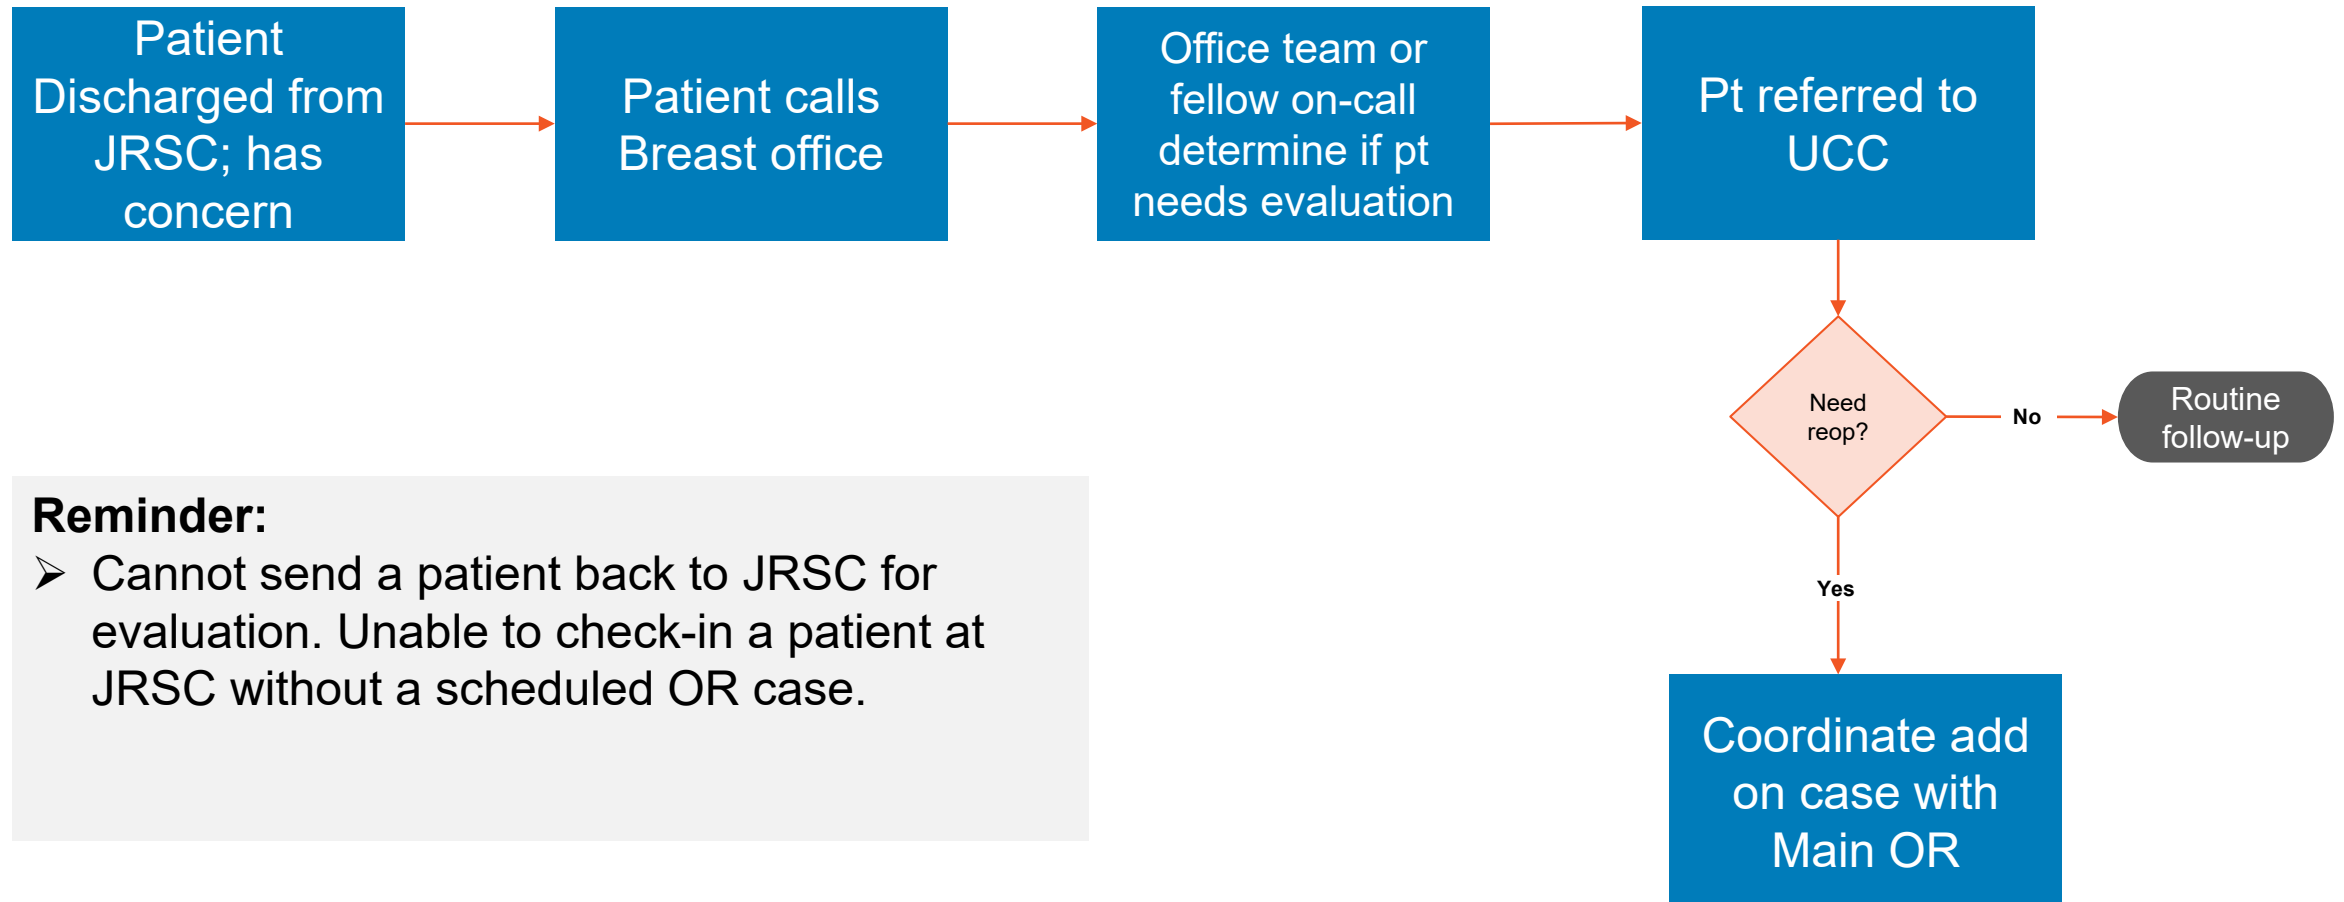 Patient
Discharged from
JRSC; has
concern
Patient calls
Breast office
Office team or
fellow on-call
determine if pt
needs evaluation
Pt referred to
UCC
Need
reop?
No
Routine
follow-up
Yes
Coordinate add
on case with
Main OR
Reminder:
➢ Cannot send a patient back to JRSC for
evaluation. Unable to check-in a patient at
JRSC without a scheduled OR case.